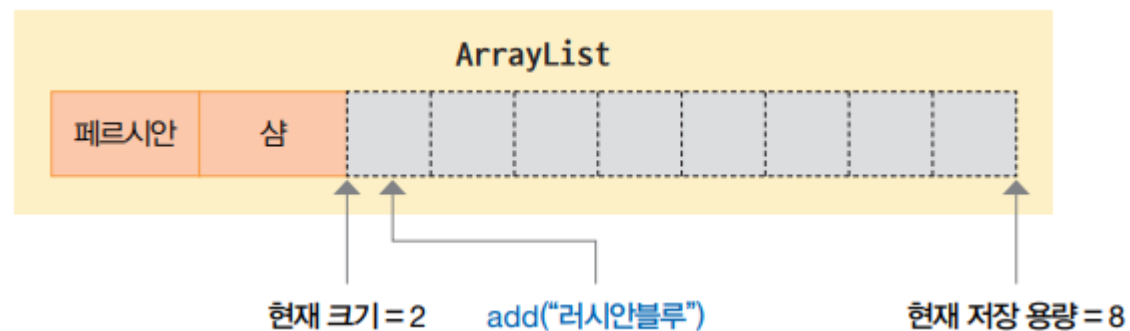 ArrayList
페르시안 샴
현재 크기 = 2 add(“러시안블루”) 현재 저장 용량 = 8